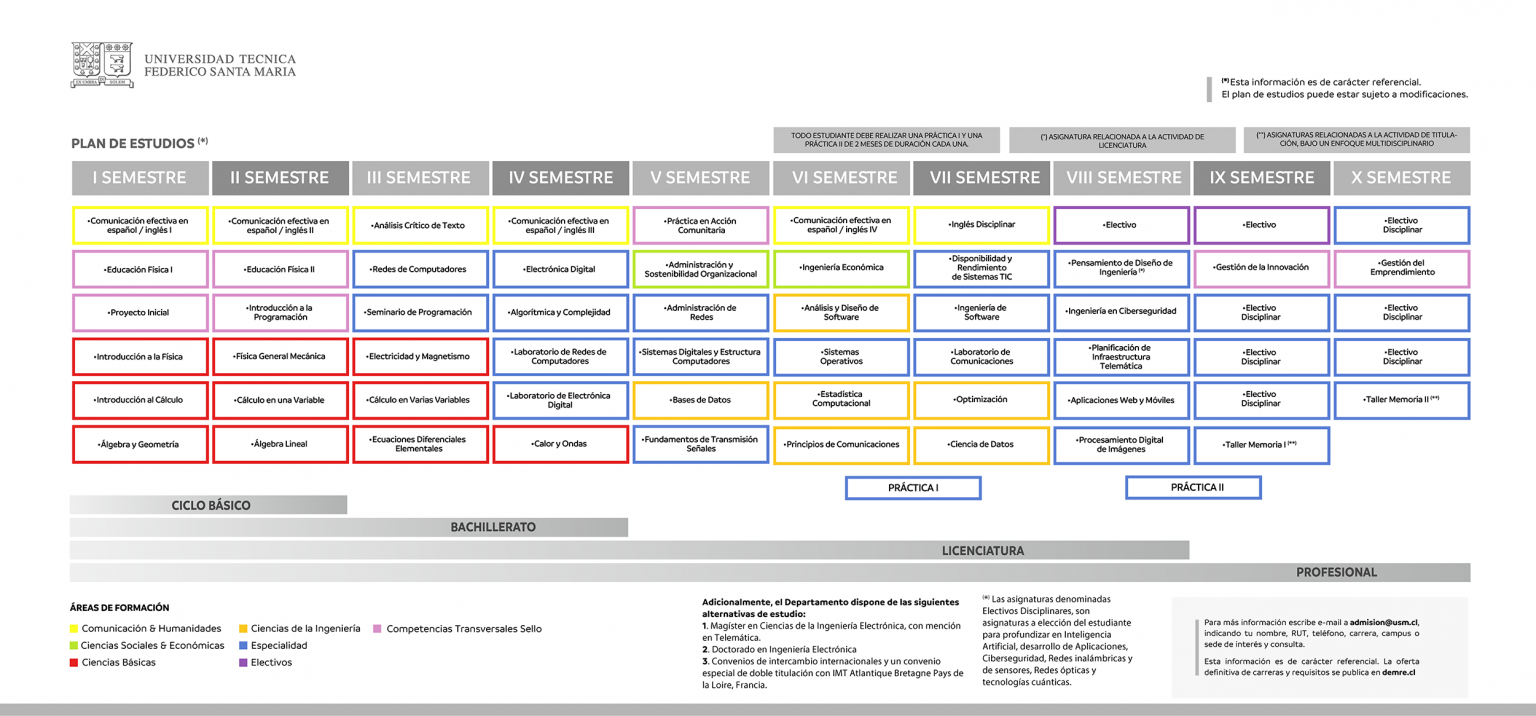 UNIVERSIDAD TECNICA
FEDERICO SANTA MARIA
EX UMBRA IN SOLEM
(*)Esta información es de carácter referencial.
El plan de estudios puede estar sujeto a modificaciones.
PLAN DE ESTUDIOS (*)
TODO ESTUDIANTE DEBE REALIZAR UNA PRÁCTICA I Y UNA
PRÁCTICA II DE 2 MESES DE DURACIÓN CADA UNA.
(*) ASIGNATURA RELACIONADA A LA ACTIVIDAD DE
LICENCIATURA
(**) ASIGNATURAS RELACIONADAS A LA ACTIVIDAD DE TITULA-
CIÓN, BAJO UN ENFOQUE MULTIDISCIPLINARIO
I SEMESTRE
II SEMESTRE
III SEMESTRE
IV SEMESTRE
V SEMESTRE
VI SEMESTRE
VII SEMESTRE
VIII SEMESTRE
IX SEMESTRE
X SEMESTRE
•Comunicación efectiva en
español / inglés I
•Comunicación efectiva en
español / inglés II
•Análisis Crítico de Texto
•Comunicación efectiva en
español / inglés III
•Práctica en Acción
Comunitaria
•Comunicación efectiva en
español / inglés IV
•Inglés Disciplinar
•Electivo
•Electivo
•Electivo
Disciplinar
•Educación Física I
•Educación Física II
•Redes de Computadores
•Electrónica Digital
•Administración y
Sostenibilidad Organizacional
•Ingeniería Económica
•Disponibilidad y
Rendimiento
de Sistemas TIC
•Pensamiento de Diseño de
Ingeniería (*)
•Gestión de la Innovación
•Gestión del
Emprendimiento
•Proyecto Inicial
•Introducción a la
Programación
•Seminario de Programación
•Algorítmica y Complejidad
•Administración de
Redes
•Análisis y Diseño de
Software
•Ingeniería de
Software
•Ingeniería en Ciberseguridad
•Electivo
Disciplinar
•Electivo
Disciplinar
•Introducción a la Física
•Física General Mecánica
•Electricidad y Magnetismo
•Laboratorio de Redes de
Computadores
•Sistemas Digitales y Estructura
Computadores
•Sistemas
Operativos
•Laboratorio de
Comunicaciones
•Planificación de
Infraestructura
Telemática
•Electivo
Disciplinar
•Electivo
Disciplinar
•Introducción al Cálculo
•Cálculo en una Variable
•Cálculo en Varias Variables
•Laboratorio de Electrónica
Digital
•Bases de Datos
•Estadística
Computacional
•Optimización
•Aplicaciones Web y Móviles
•Electivo
Disciplinar
•Taller Memoria II (**)
•Álgebra y Geometría
•Álgebra Lineal
•Ecuaciones Diferenciales
Elementales
•Calor y Ondas
•Fundamentos de Transmisión
Señales
•Principios de Comunicaciones
•Ciencia de Datos
•Procesamiento Digital
de Imágenes
•Taller Memoria I (**)
PRÁCTICA I
PRÁCTICA II
CICLO BÁSICO
BACHILLERATO
LICENCIATURA
PROFESIONAL
ÁREAS DE FORMACIÓN
Comunicación & Humanidades
Ciencias Sociales & Económicas
Ciencias Básicas
Ciencias de la Ingeniería
Especialidad
Electivos
Competencias Transversales Sello
Adicionalmente, el Departamento dispone de las siguientes
alternativas de estudio:
1. Magíster en Ciencias de la Ingeniería Electrónica, con mención
en Telemática.
2. Doctorado en Ingeniería Electrónica
3. Convenios de intercambio internacionales y un convenio
especial de doble titulación con IMT Atlantique Bretagne Pays de
la Loire, Francia.
(*) Las asignaturas denominadas
Electivos Disciplinares, son
asignaturas a elección del estudiante
para profundizar en Inteligencia
Artificial, desarrollo de Aplicaciones,
Ciberseguridad, Redes inalámbricas y
de sensores, Redes ópticas y
tecnologías cuánticas.
Para más información escribe e-mail a admision@usm.cl,
indicando tu nombre, RUT, teléfono, carrera, campus o
sede de interés y consulta.
Esta información es de carácter referencial. La oferta
definitiva de carreras y requisitos se publica en demre.cl